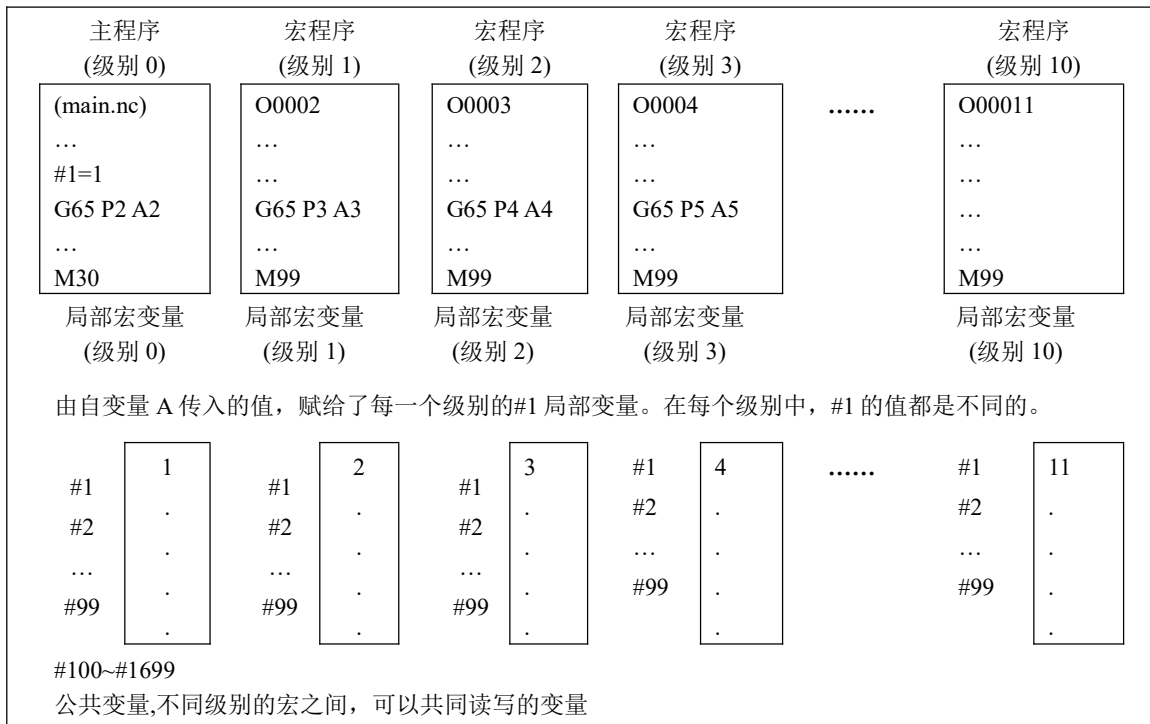 主程序 宏程序 宏程序 宏程序 宏程序
(级别 0) (级别 1) (级别 2) (级别 3) (级别 10)
(main.nc) O0002 O0003 O0004 …… O00011
… … … … …
#1=1 … … … …
G65 P2 A2 G65 P3 A3 G65 P4 A4 G65 P5 A5 …
… … … … …
M30 M99 M99 M99 M99
局部宏变量 局部宏变量 局部宏变量 局部宏变量 局部宏变量
(级别 0) (级别 1) (级别 2) (级别 3) (级别 10)
由自变量 A 传入的值，赋给了每一个级别的#1 局部变量。在每个级别中，#1 的值都是不同的。
#1 1 #1 2 #1 3 #1 4 …… #1 11
#2 . #2 . #2 . #2 . #2 .
… . … . … . … . … .
#99 . #99 . #99 . #99 . #99 .
. . . . .
#100~#1699
公共变量,不同级别的宏之间，可以共同读写的变量